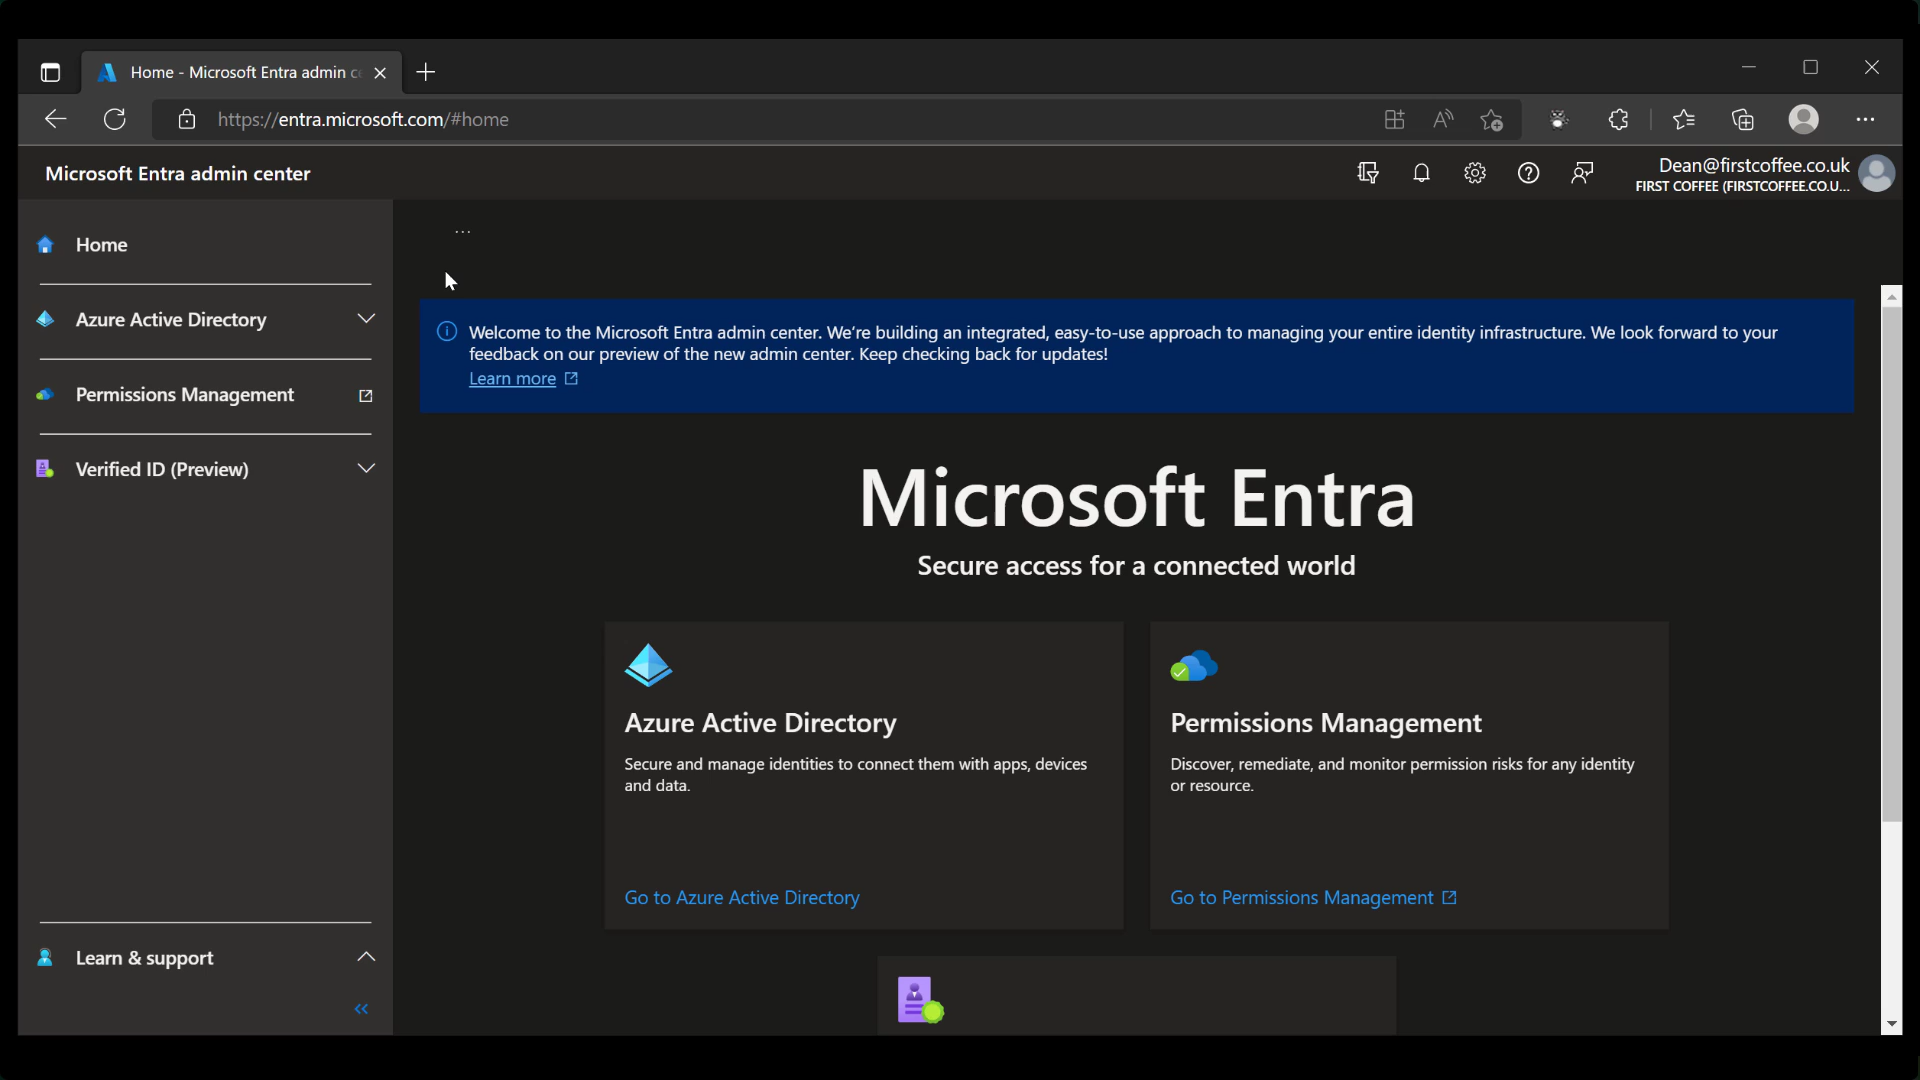 Home - Microsoft Entra admin ce
https://entra.microsoft.com/#home
Microsoft Entra admin center
Dean@firstcoffee.co.uk
FIRST COFFEE (FIRSTCOFFEE.CO.U...
Home
Azure Active Directory
Permissions Management
Verified ID (Preview)
Learn & support
...
Welcome to the Microsoft Entra admin center. We're building an integrated, easy-to-use approach to managing your entire identity infrastructure. We look forward to your
feedback on our preview of the new admin center. Keep checking back for updates!
Learn more
Microsoft Entra
Secure access for a connected world
Azure Active Directory
Secure and manage identities to connect them with apps, devices
and data.
Go to Azure Active Directory
Permissions Management
Discover, remediate, and monitor permission risks for any identity
or resource.
Go to Permissions Management